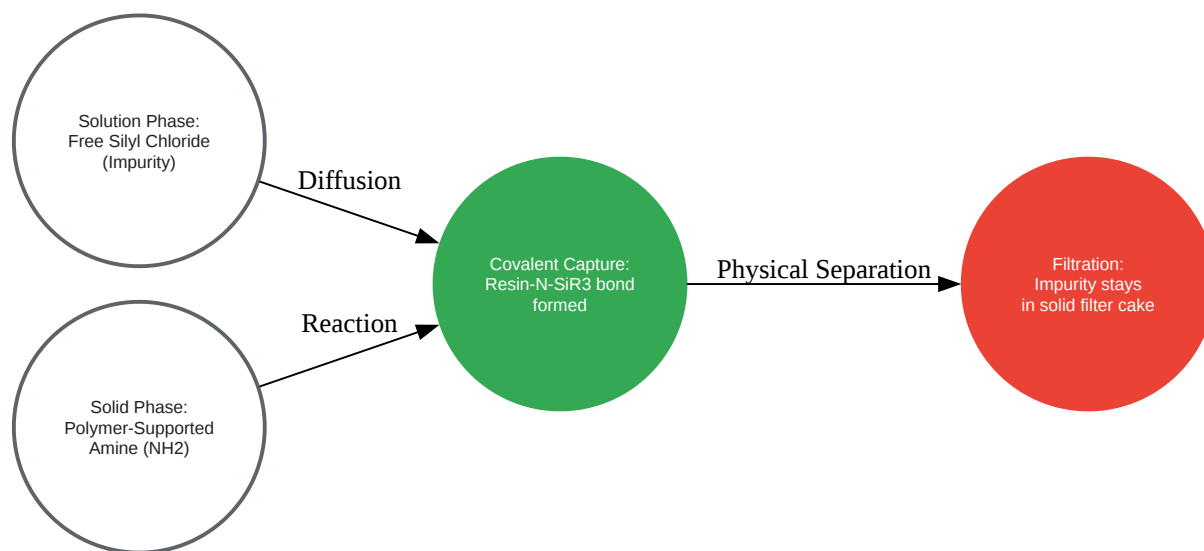 Solution Phase:
Free Silyl Chloride
(Impurity)
Diffusion
Solid Phase:
Polymer-Supported
Amine (NH2)
Reaction
Covalent Capture:
Resin-N-SiR3 bond
formed
Physical Separation
Filtration:
Impurity stays
in solid filter cake